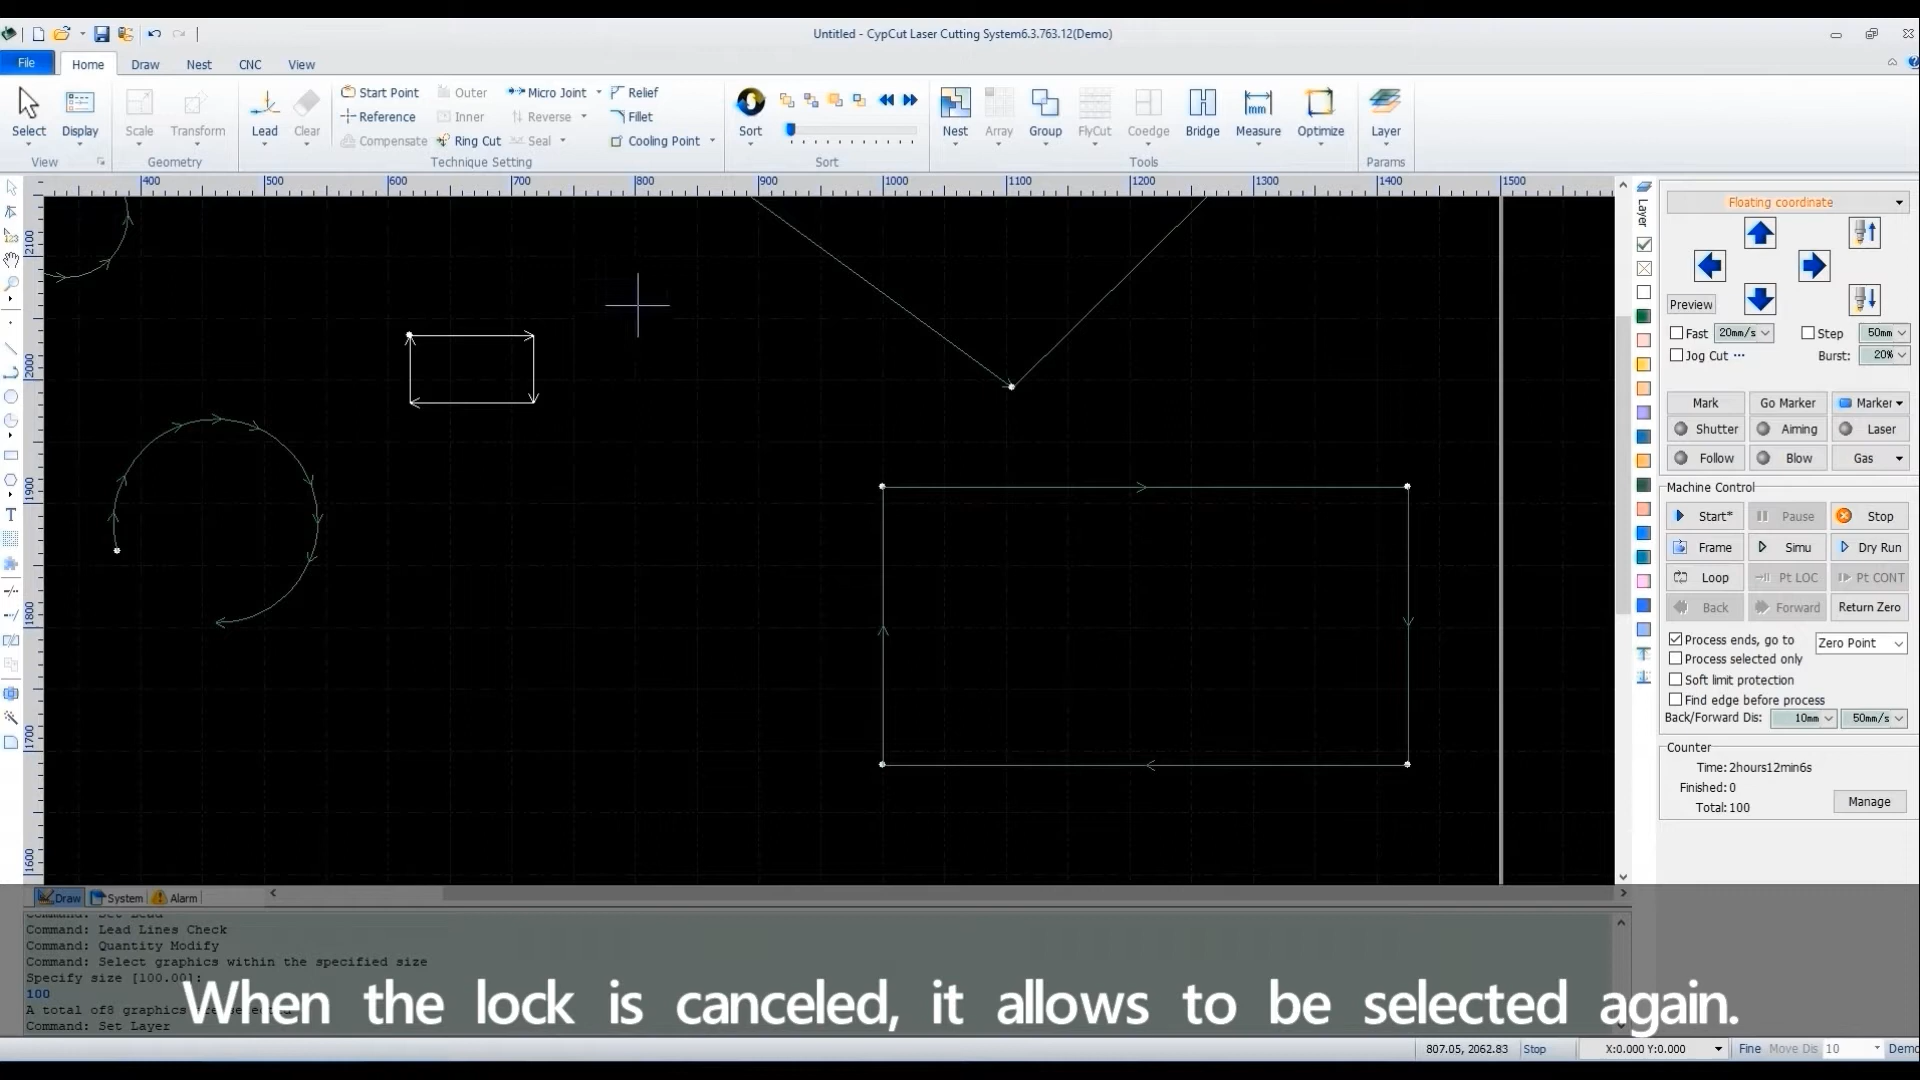 Untitled - CypCut Laser Cutting System6.3.763.12(Demo)
File Home Draw Nest CNC View
Select Display Scale Transform Lead Clear
Start Point Outer Micro Joint Relief
Reference Inner Reverse Fillet
Compensate Ring Cut Seal Cooling Point
Sort Nest Array Group FlyCut Coedge Bridge Measure Optimize Layer
View Geometry Technique Setting Sort Tools Params
400 500 600 700 800 900 1000 1100 1200 1300 1400 1500
2100
2000
1900
1800
1700
1600
Layer
Floating coordinate
Preview
Fast 20mm/s Step 50mm
Jog Cut Burst: 20%
Mark Go Marker Marker
Shutter Aiming Laser
Follow Blow Gas
Machine Control
Start* Pause Stop
Frame Simu Dry Run
Loop Pt LOC Pt CONT
Back Forward Return Zero
Process ends, go to Zero Point
Process selected only
Soft limit protection
Find edge before process
Back/Forward Dis: 10mm 50mm/s
Counter
Time: 2hours12min6s
Finished: 0
Total: 100
Manage
Draw System Alarm
Command: Set Lead
Command: Lead Lines Check
Command: Quantity Modify
Command: Select graphics within the specified size
Specify size [100.00]:
100
A total of8 graphics
Command: Set Layer
When the lock is canceled, it allows to be selected again.
807.05, 2062.83 Stop X:0.000 Y:0.000 Fine Move Dis 10 Demo